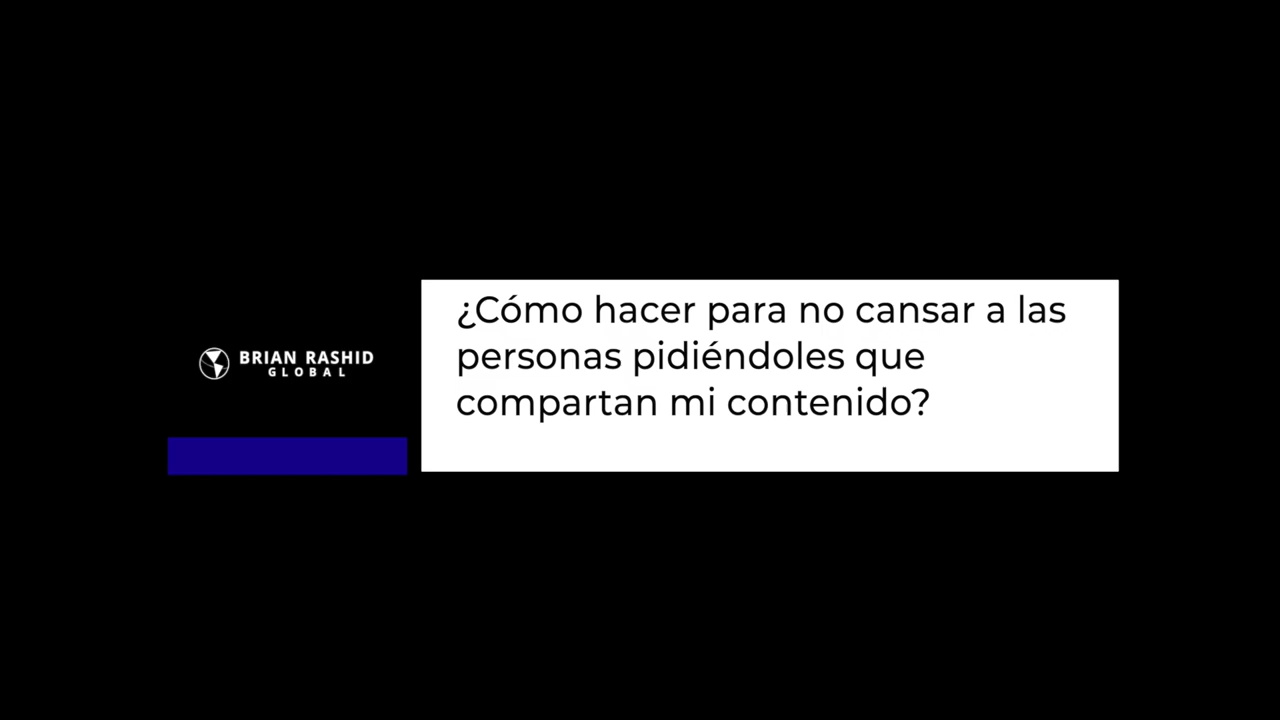 BRIAN RASHID
GLOBAL
¿Cómo hacer para no cansar a las
personas pidiéndoles que
compartan mi contenido?